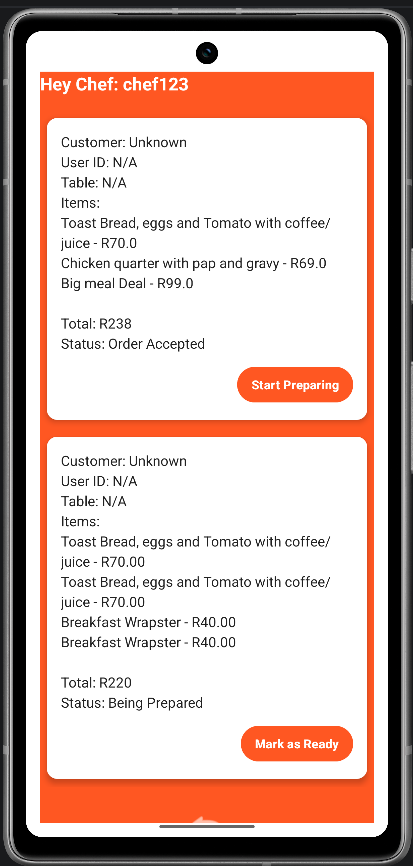 Hey Chef: chef123
Customer: Unknown
User ID: N/A
Table: N/A
Items:
Toast Bread, eggs and Tomato with coffee/
juice - R70.0
Chicken quarter with pap and gravy - R69.0
Big meal Deal - R99.0
Total: R238
Status: Order Accepted
Start Preparing
Customer: Unknown
User ID: N/A
Table: N/A
Items:
Toast Bread, eggs and Tomato with coffee/
juice - R70.00
Toast Bread, eggs and Tomato with coffee/
juice - R70.00
Breakfast Wrapster - R40.00
Breakfast Wrapster - R40.00
Total: R220
Status: Being Prepared
Mark as Ready